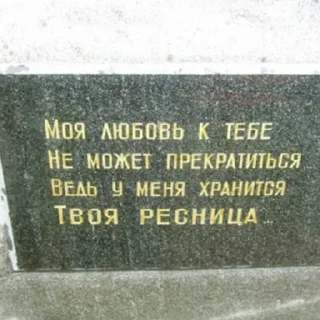 Моя любовь к тебе
Не может прекратиться...
Ведь у меня хранится
Твоя ресница...